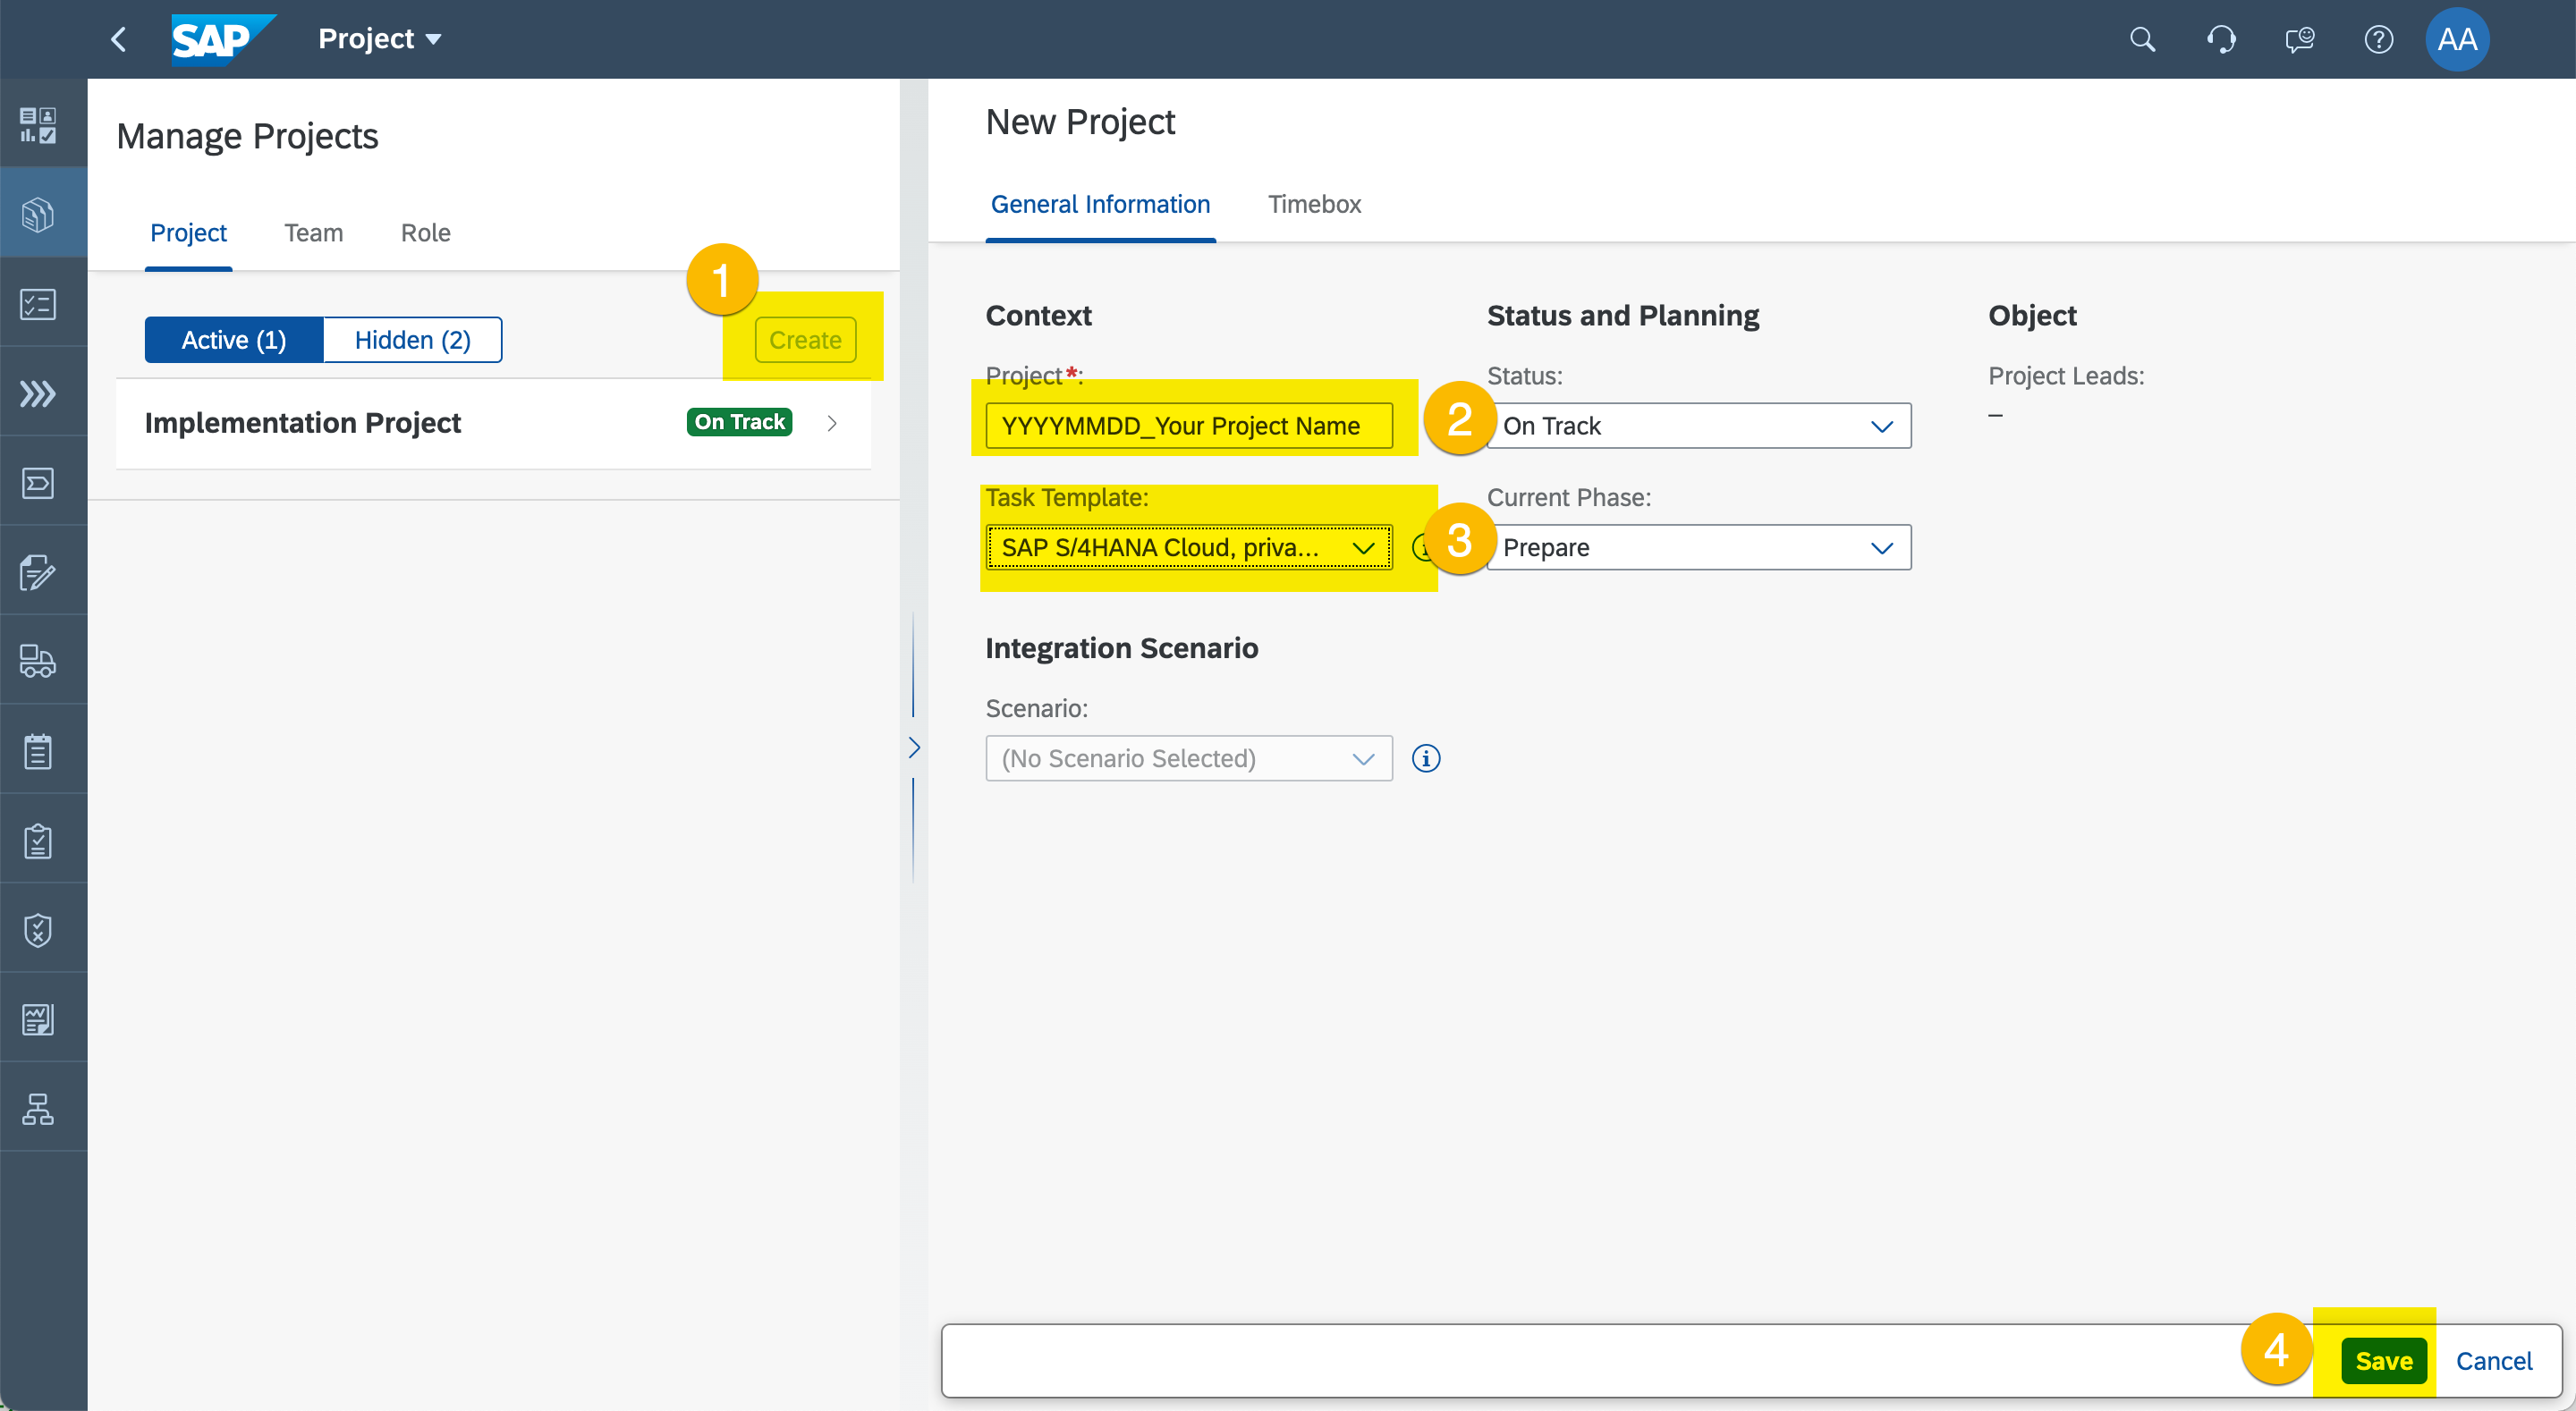 SAP
Project
AA
Manage Projects
Project Team Role
1
Active (1) Hidden (2) Create
Implementation Project On Track
New Project
General Information Timebox
Context
Project*:
YYYYMMDD_Your Project Name
2
Task Template:
SAP S/4HANA Cloud, priva...
3
Status and Planning
Status:
On Track
Current Phase:
Prepare
Object
Project Leads:
–
Integration Scenario
Scenario:
(No Scenario Selected)
4
Save Cancel